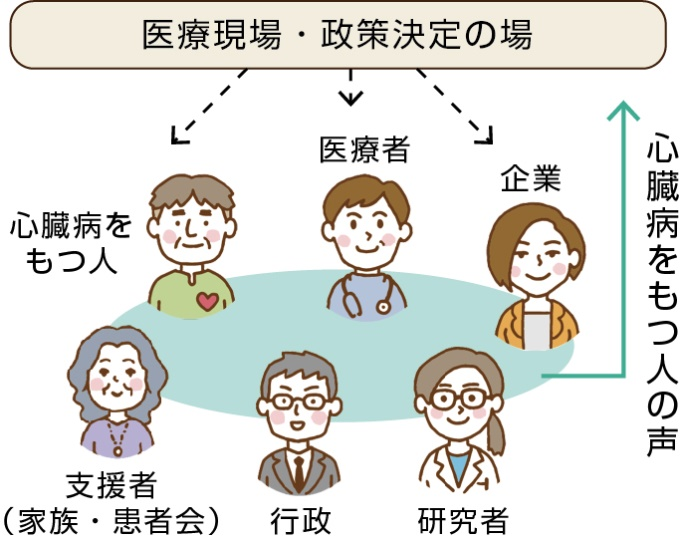 医療現場・政策決定の場
医療者
企業
心臓病を
もつ人
心臓病をもつ人の声
支援者
（家族・患者会）
行政
研究者